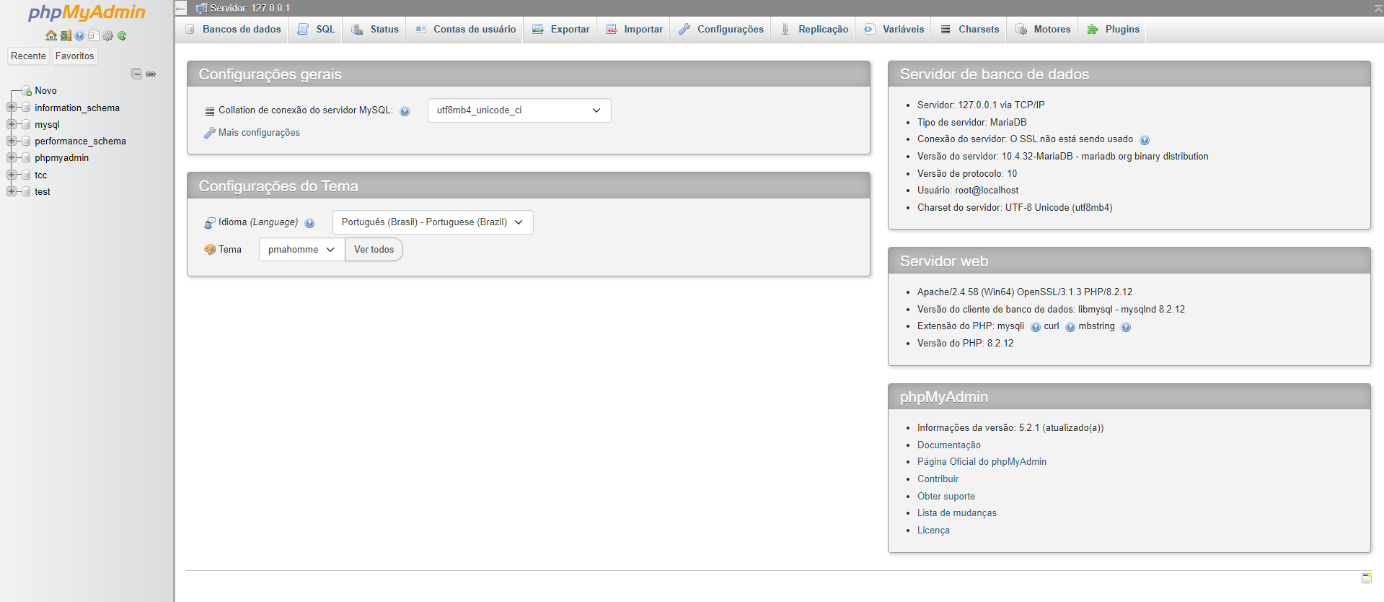 phpMyAdmin
Recente
Favoritos
Novo
information_schema
mysql
performance_schema
phpmyadmin
tcc
test
Servidor: 127.0.0.1
Bancos de dados
SQL
Status
Contas de usuário
Exportar
Importar
Configurações
Replicação
Variáveis
Charsets
Motores
Plugins
Configurações gerais
Collation de conexão do servidor MySQL:
utf8mb4_unicode_ci
Mais configurações
Configurações do Tema
Idioma (Language)
Português (Brasil) - Portuguese (Brazil)
Tema
pmahomme
Ver todos
Servidor de banco de dados
Servidor: 127.0.0.1 via TCP/IP
Tipo de servidor: MariaDB
Conexão do servidor: O SSL não está sendo usado
Versão do servidor: 10.4.32-MariaDB - mariadb.org binary distribution
Versão de protocolo: 10
Usuário: root@localhost
Charset do servidor: UTF-8 Unicode (utf8mb4)
Servidor web
Apache/2.4.58 (Win64) OpenSSL/3.1.3 PHP/8.2.12
Versão do cliente de banco de dados: libmysql - mysqlnd 8.2.12
Extensão do PHP: mysqli curl mbstring
Versão do PHP: 8.2.12
phpMyAdmin
Informações da versão: 5.2.1 (atualizado(a))
Documentação
Página Oficial do phpMyAdmin
Contribuir
Obter suporte
Lista de mudanças
Licença